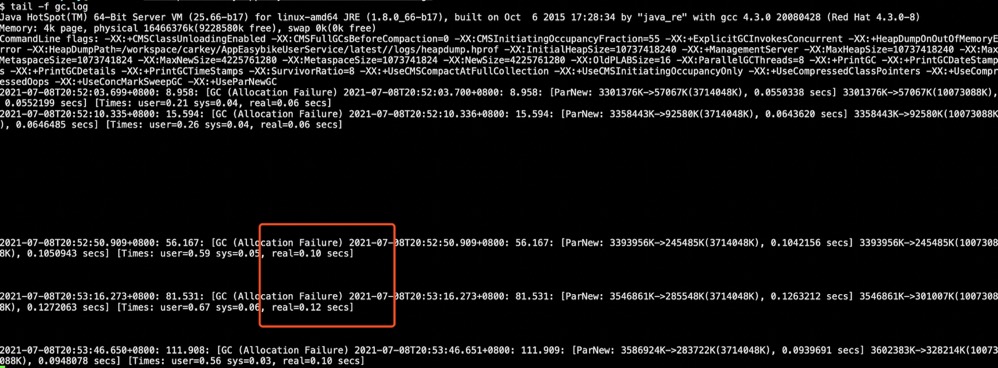 $ tail -f gc.log
Java HotSpot(TM) 64-Bit Server VM (25.66-b17) for linux-amd64 JRE (1.8.0_66-b17), built on Oct  6 2015 17:28:34 by "java_re" with gcc 4.3.0 20080428 (Red Hat 4.3.0-8)
Memory: 4k page, physical 16466376k(9228580k free), swap 0k(0k free)
CommandLine flags: -XX:+CMSClassUnloadingEnabled -XX:CMSFullGCsBeforeCompaction=0 -XX:CMSInitiatingOccupancyFraction=55 -XX:+ExplicitGCInvokesConcurrent -XX:+HeapDumpOnOutOfMemoryE
rror -XX:HeapDumpPath=/workspace/carkey/AppEasybikeUserService/latest//logs/heapdump.hprof -XX:InitialHeapSize=10737418240 -XX:+ManagementServer -XX:MaxHeapSize=10737418240 -XX:Max
MetaspaceSize=1073741824 -XX:MaxNewSize=4225761280 -XX:MetaspaceSize=1073741824 -XX:NewSize=4225761280 -XX:OldPLABSize=16 -XX:ParallelGCThreads=8 -XX:+PrintGC -XX:+PrintGCDateStamp
s -XX:+PrintGCDetails -XX:+PrintGCTimeStamps -XX:SurvivorRatio=8 -XX:+UseCMSCompactAtFullCollection -XX:+UseCMSInitiatingOccupancyOnly -XX:+UseCompressedClassPointers -XX:+UseCompr
essedOops -XX:+UseConcMarkSweepGC -XX:+UseParNewGC
2021-07-08T20:52:03.699+0800: 8.958: [GC (Allocation Failure) 2021-07-08T20:52:03.700+0800: 8.958: [ParNew: 3301376K->57067K(3714048K), 0.0550338 secs] 3301376K->57067K(10073088K)
, 0.0552199 secs] [Times: user=0.21 sys=0.04, real=0.06 secs]
2021-07-08T20:52:10.335+0800: 15.594: [GC (Allocation Failure) 2021-07-08T20:52:10.336+0800: 15.594: [ParNew: 3358443K->92580K(3714048K), 0.0643620 secs] 3358443K->92580K(10073088K
), 0.0646485 secs] [Times: user=0.26 sys=0.04, real=0.06 secs]
2021-07-08T20:52:50.909+0800: 56.167: [GC (Allocation Failure) 2021-07-08T20:52:50.909+0800: 56.167: [ParNew: 3393956K->245485K(3714048K), 0.1042156 secs] 3393956K->245485K(1007308
8K), 0.1050943 secs] [Times: user=0.59 sys=0.05, real=0.10 secs]
2021-07-08T20:53:16.273+0800: 81.531: [GC (Allocation Failure) 2021-07-08T20:53:16.273+0800: 81.531: [ParNew: 3546861K->285548K(3714048K), 0.1263212 secs] 3546861K->301007K(1007308
8K), 0.1272063 secs] [Times: user=0.67 sys=0.06, real=0.12 secs]
2021-07-08T20:53:46.650+0800: 111.908: [GC (Allocation Failure) 2021-07-08T20:53:46.651+0800: 111.909: [ParNew: 3586924K->283722K(3714048K), 0.0939691 secs] 3602383K->328214K(10073
088K), 0.0948078 secs] [Times: user=0.56 sys=0.03, real=0.10 secs]